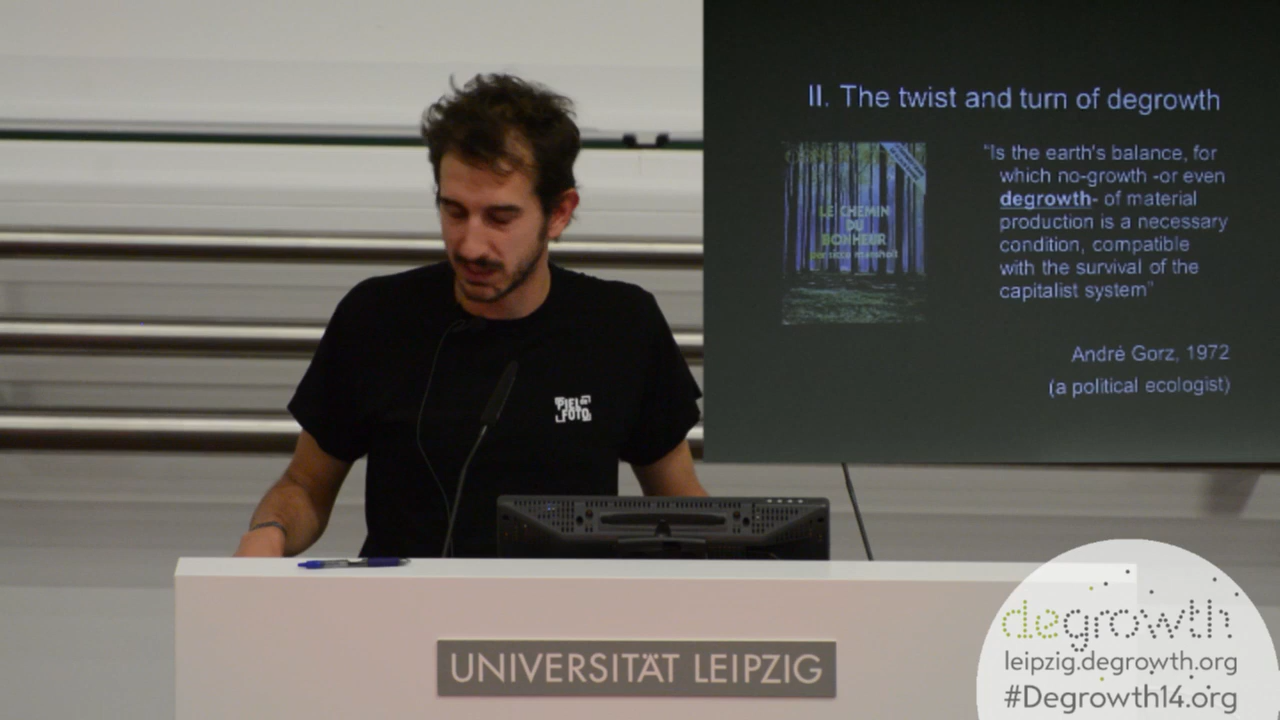 II. The twist and turn of degrowth
LE CHEMIN
DU
BONHEUR
"Is the earth's balance, for
which no-growth -or even
degrowth- of material
production is a necessary
condition, compatible
with the survival of the
capitalist system"
André Gorz, 1972
(a political ecologist)
PIEL
FOTO
UNIVERSITÄT LEIPZIG
degrowth
leipzig.degrowth.org
#Degrowth14.org